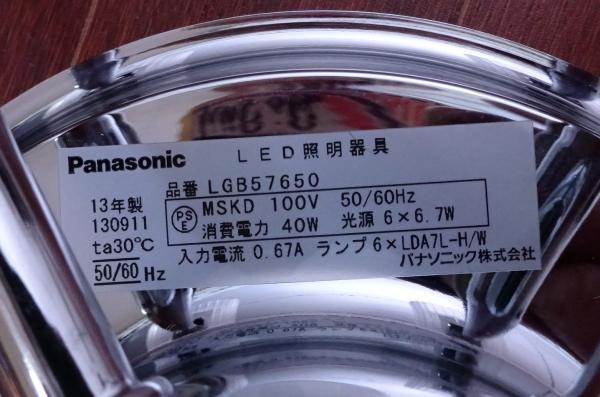 Panasonic LED照明器具
品番 LGB57650
13年製
130911
ta30℃
50/60 Hz
PSE MSKD 100V 50/60Hz
消費電力 40W 光源 6×6.7W
入力電流 0.67A ランプ 6×LDA7L-H/W
パナソニック株式会社